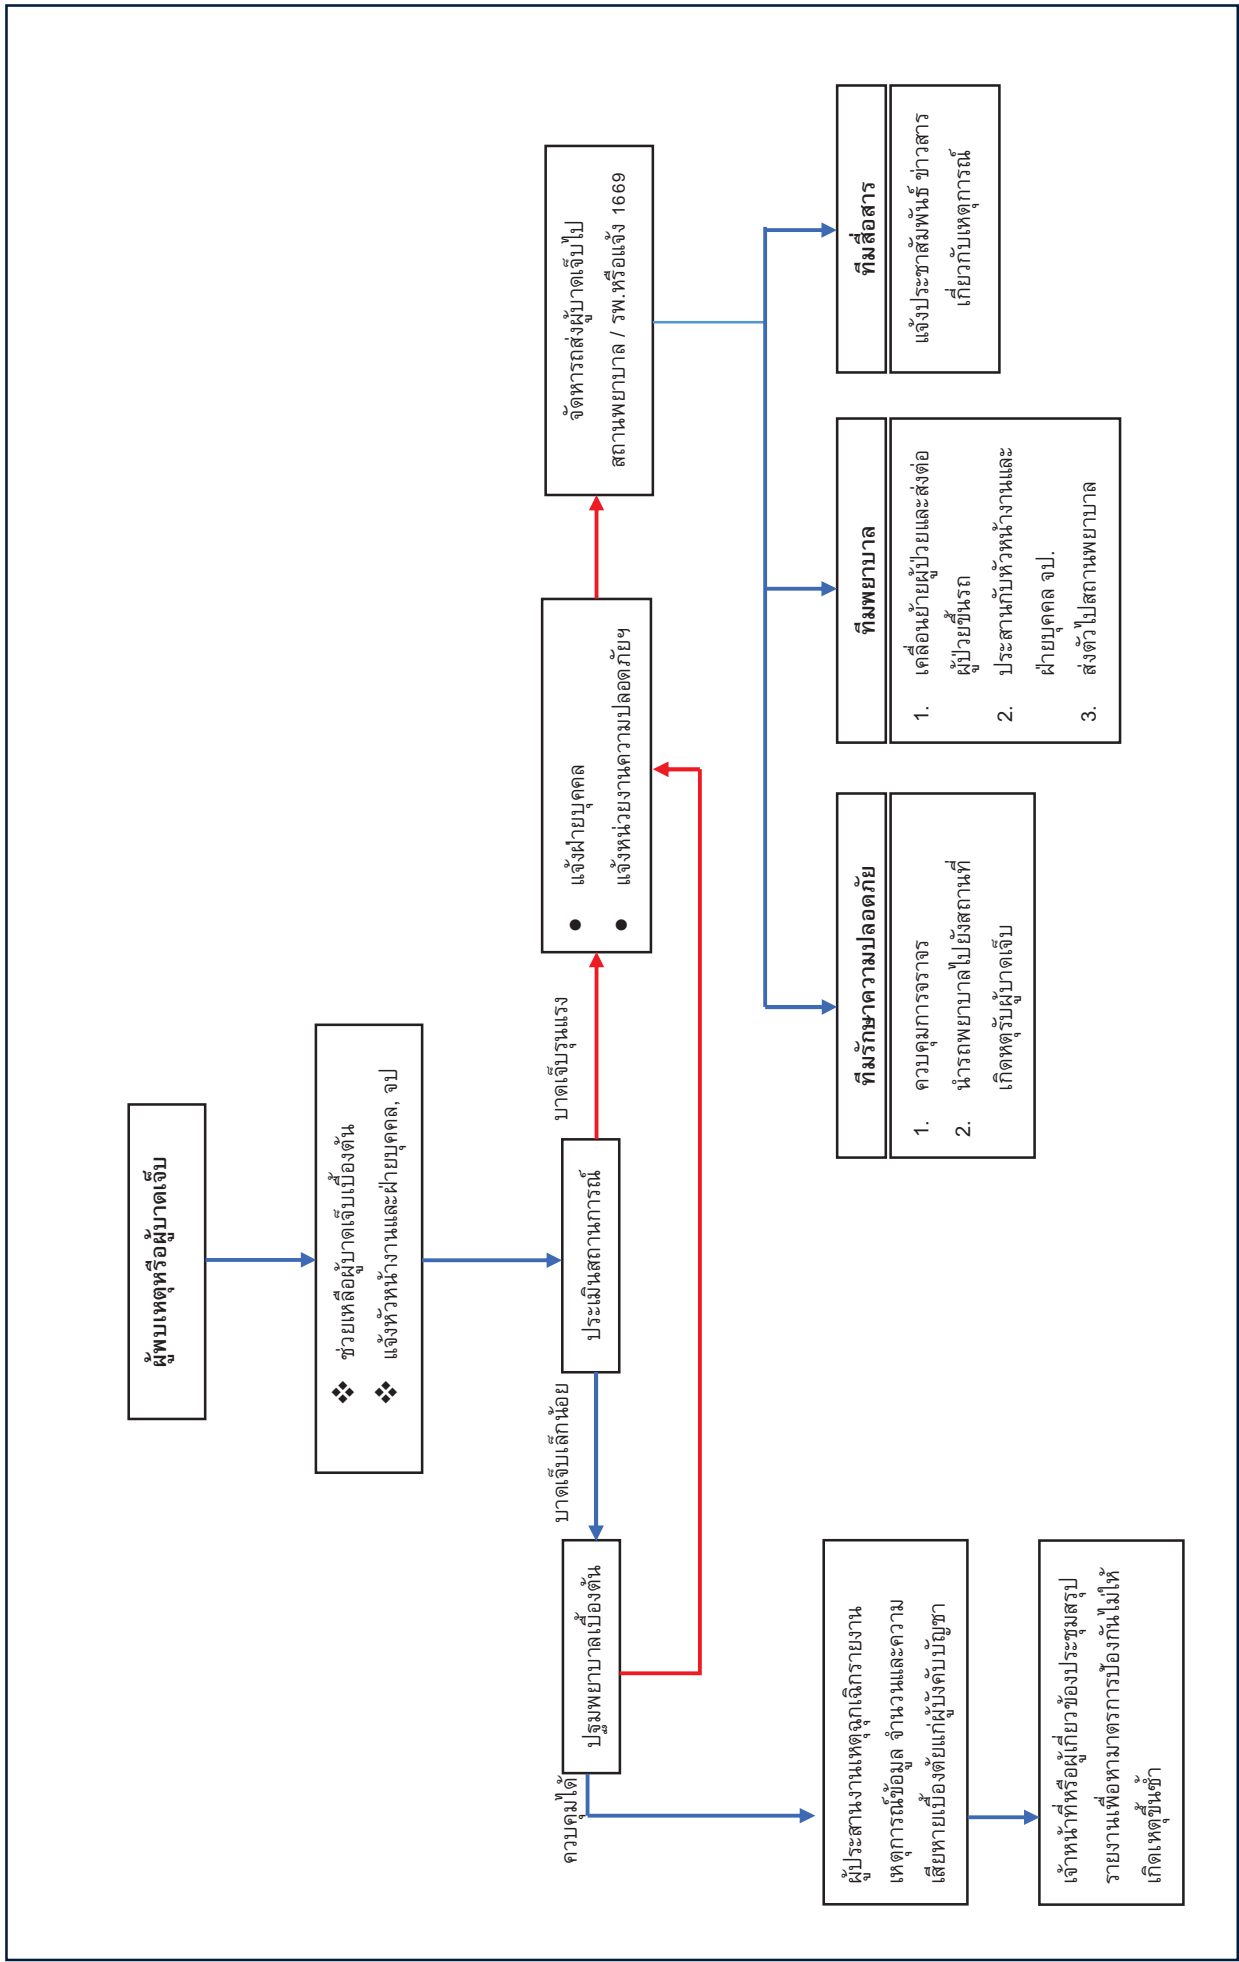 ผู้พบเหตุหรือผู้บาดเจ็บ
❖ ช่วยเหลือผู้บาดเจ็บเบื้องต้น
❖ แจ้งหัวหน้างานและฝ่ายบุคคล, จป
บาดเจ็บเล็กน้อย
ประเมินสถานการณ์
บาดเจ็บรุนแรง
ควบคุมได้
ปฐมพยาบาลเบื้องต้น
● แจ้งฝ่ายบุคคล
● แจ้งหน่วยงานความปลอดภัยฯ
จัดหารถส่งผู้บาดเจ็บไป
สถานพยาบาล / รพ.หรือแจ้ง 1669
ผู้ประสานงานเหตุฉุกเฉิกรายงาน
เหตุการณ์ข้อมูล จำนวนและความ
เสียหายเบื้องต้ยแก่ผู้บังคับบัญชา
เจ้าหน้าที่หรือผู้เกี่ยวข้องประชุมสรุป
รายงานเพื่อหามาตรการป้องกันไม่ให้
เกิดเหตุขึ้นซ้ำ
ทีมรักษาความปลอดภัย
1. ควบคุมการจราจร
2. นำรถพยาบาลไปยังสถานที่
เกิดหตุรับผู้บาดเจ็บ
ทีมพยาบาล
1. เคลื่อนย้ายผู้ป่วยและส่งต่อ
ผู้ป่วยขึ้นรถ
2. ประสานกับหัวหน้างานและ
ฝ่ายบุคคล จป.
3. ส่งตัวไปสถานพยาบาล
ทีมสื่อสาร
แจ้งประชาสัมพันธ์ ข่าวสาร
เกี่ยวกับเหตุการณ์